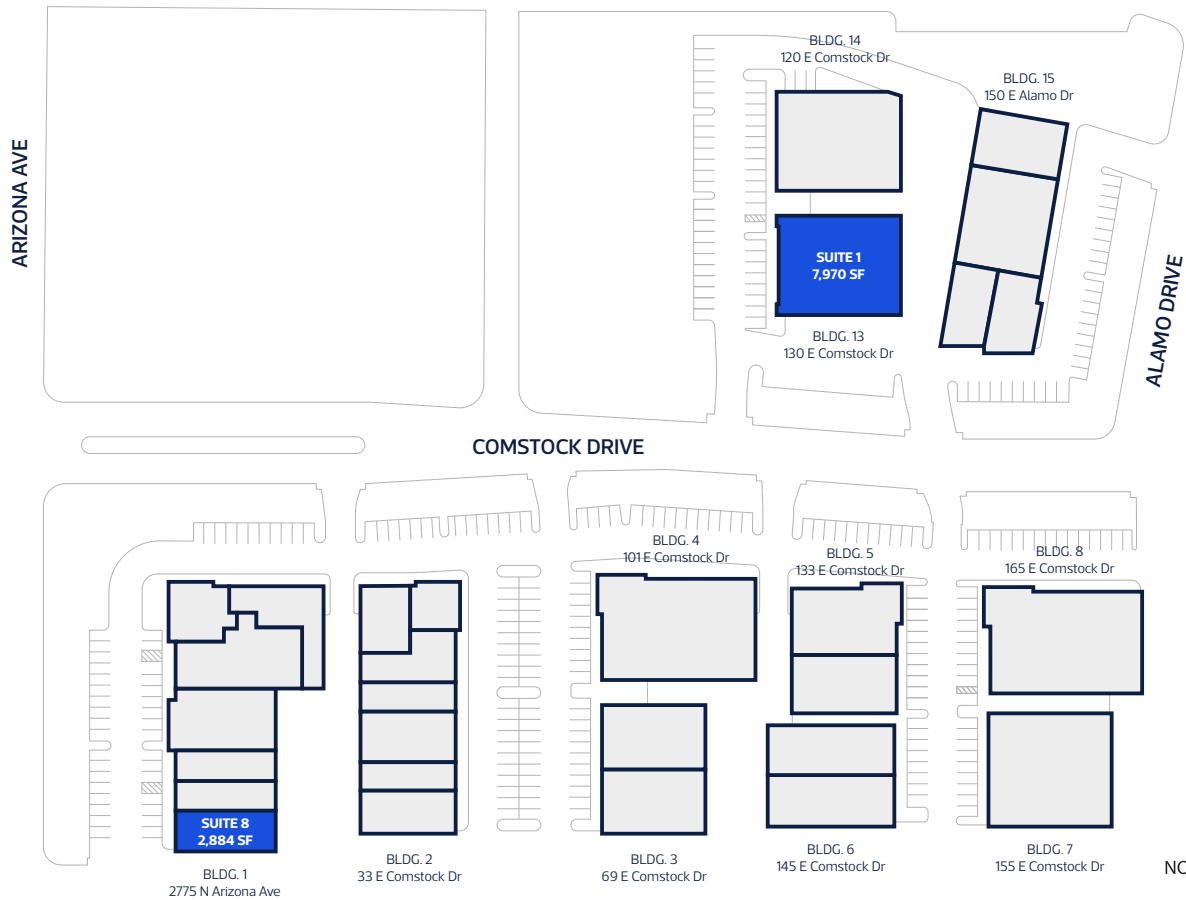 BLDG. 14
120 E Comstock Dr
BLDG. 15
150 E Alamo Dr
ARIZONA AVE
SUITE 1
7,970 SF
ALAMO DRIVE
BLDG. 13
130 E Comstock Dr
COMSTOCK DRIVE
BLDG. 4
101 E Comstock Dr
BLDG. 5
133 E Comstock Dr
BLDG. 8
165 E Comstock Dr
SUITE 8
2,884 SF
BLDG. 1
2775 N Arizona Ave
BLDG. 2
33 E Comstock Dr
BLDG. 3
69 E Comstock Dr
BLDG. 6
145 E Comstock Dr
BLDG. 7
155 E Comstock Dr